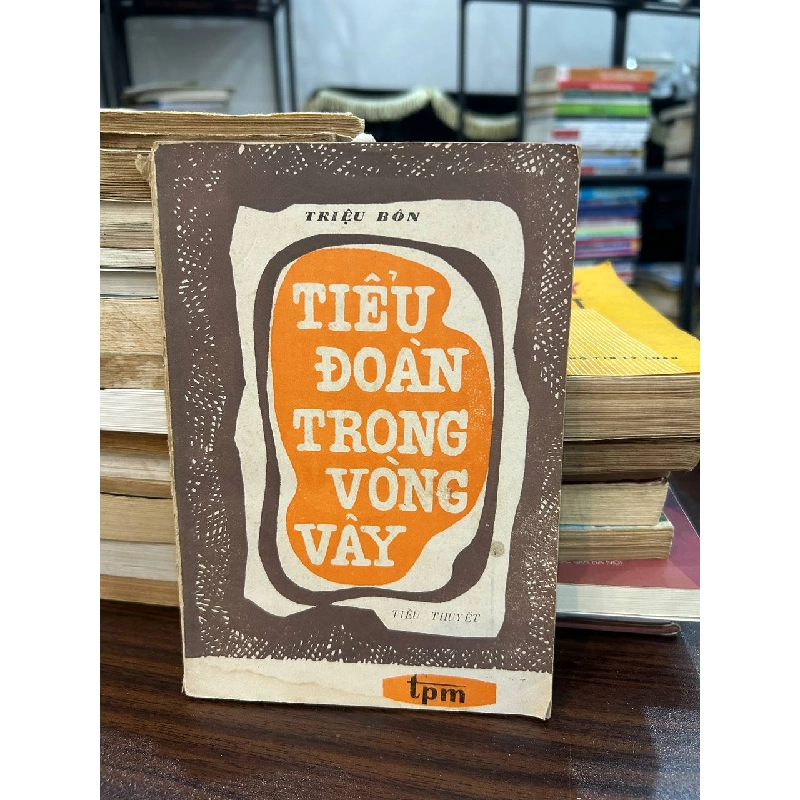 TRIỆU BÔN
TIỂU
ĐOÀN
TRONG
VÒNG
VÂY
TIỂU THUYẾT
tpm